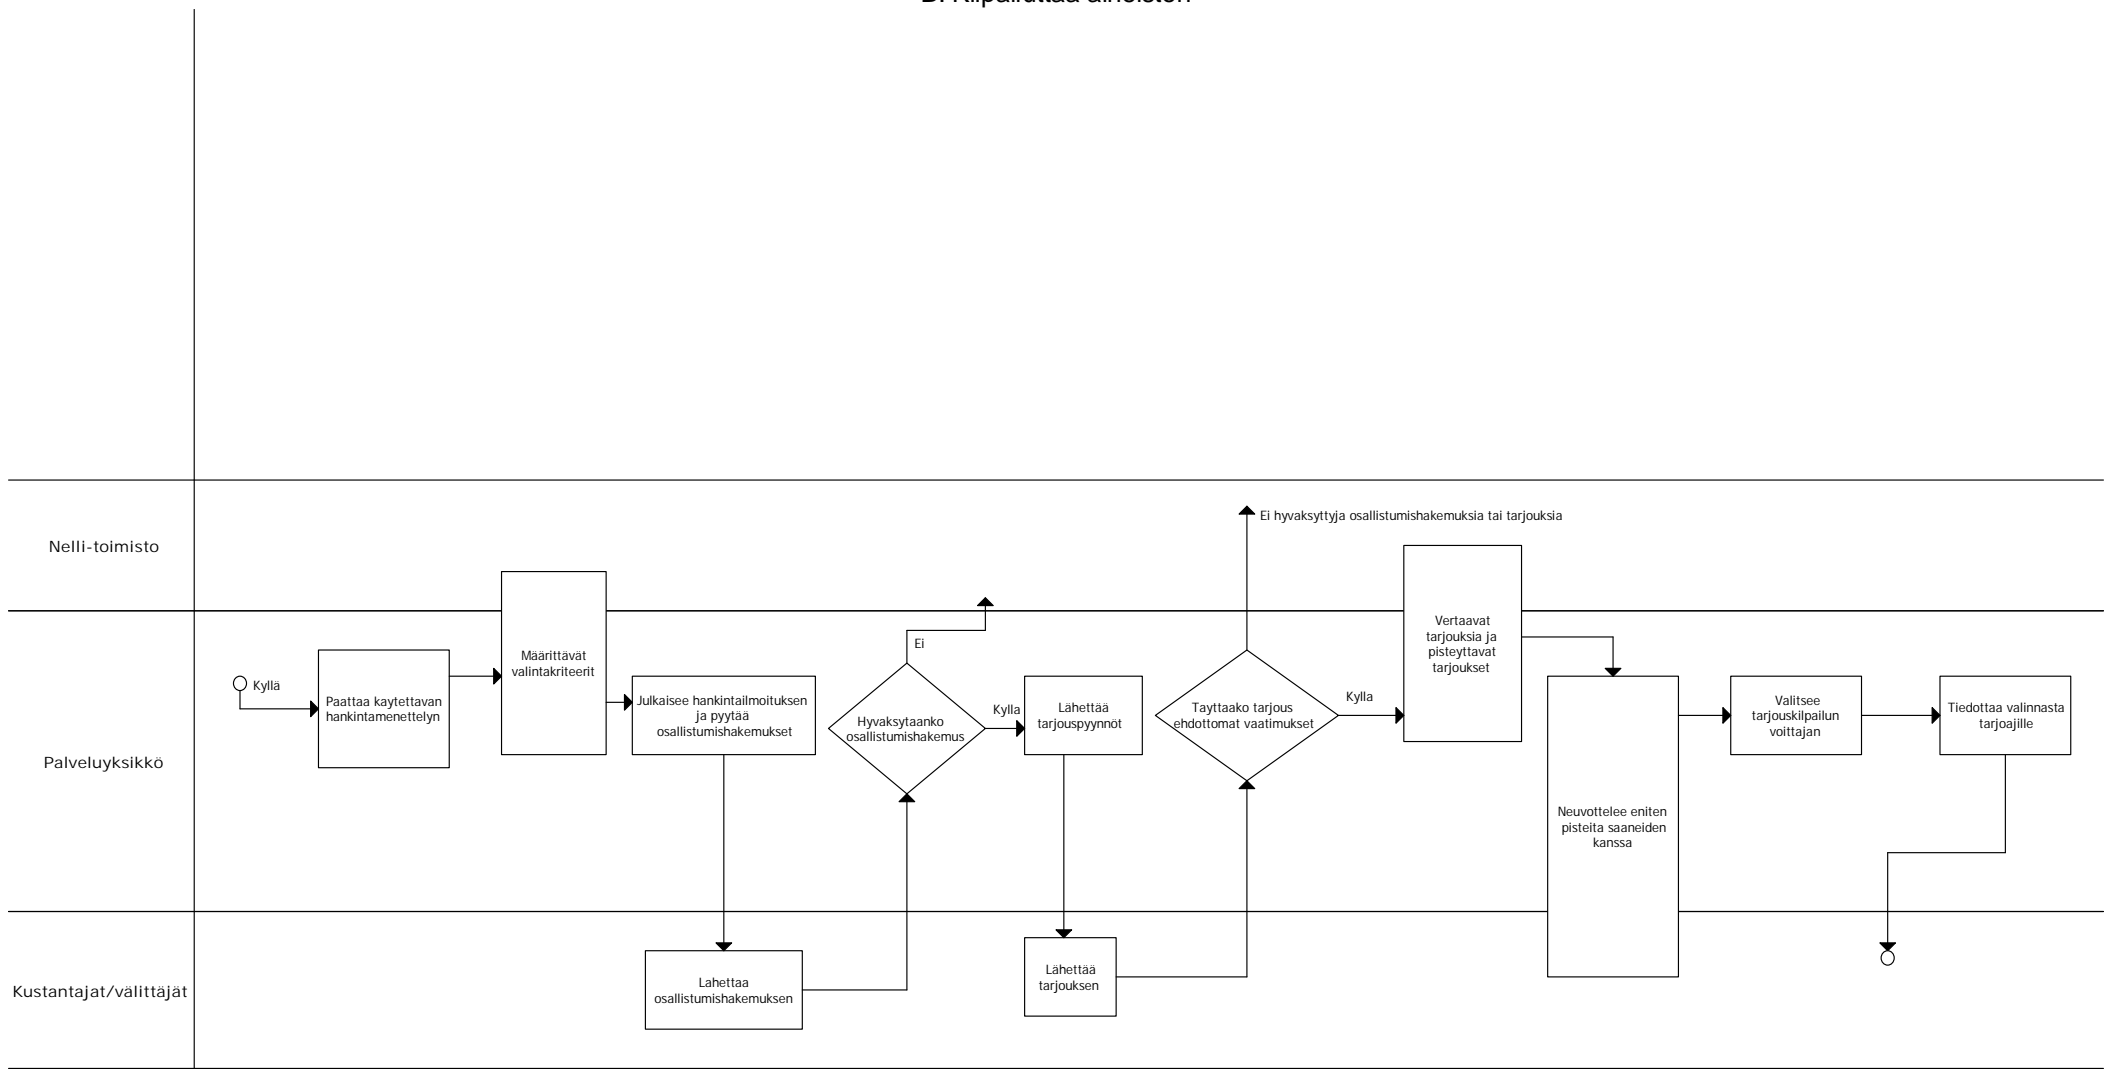 Nelli-toimisto
Ei hyvaksyttyja osallistumishakemuksia tai tarjouksia
Palveluyksikkö
Kyllä
Paattaa kaytettavan
hankintamenettelyn
Määrittävät
valintakriteerit
Julkaisee hankintailmoituksen
ja pyytää
osallistumishakemukset
Ei
Hyvaksytaanko
osallistumishakemus
Kylla
Lähettää
tarjouspyynnöt
Tayttaako tarjous
ehdottomat vaatimukset
Kylla
Vertaavat
tarjouksia ja
pisteyttavat
tarjoukset
Neuvottelee eniten
pisteita saaneiden
kanssa
Valitsee
tarjouskilpailun
voittajan
Tiedottaa valinnasta
tarjoajille
Kustantajat/välittäjät
Lahettaa
osallistumishakemuksen
Lähettää
tarjouksen